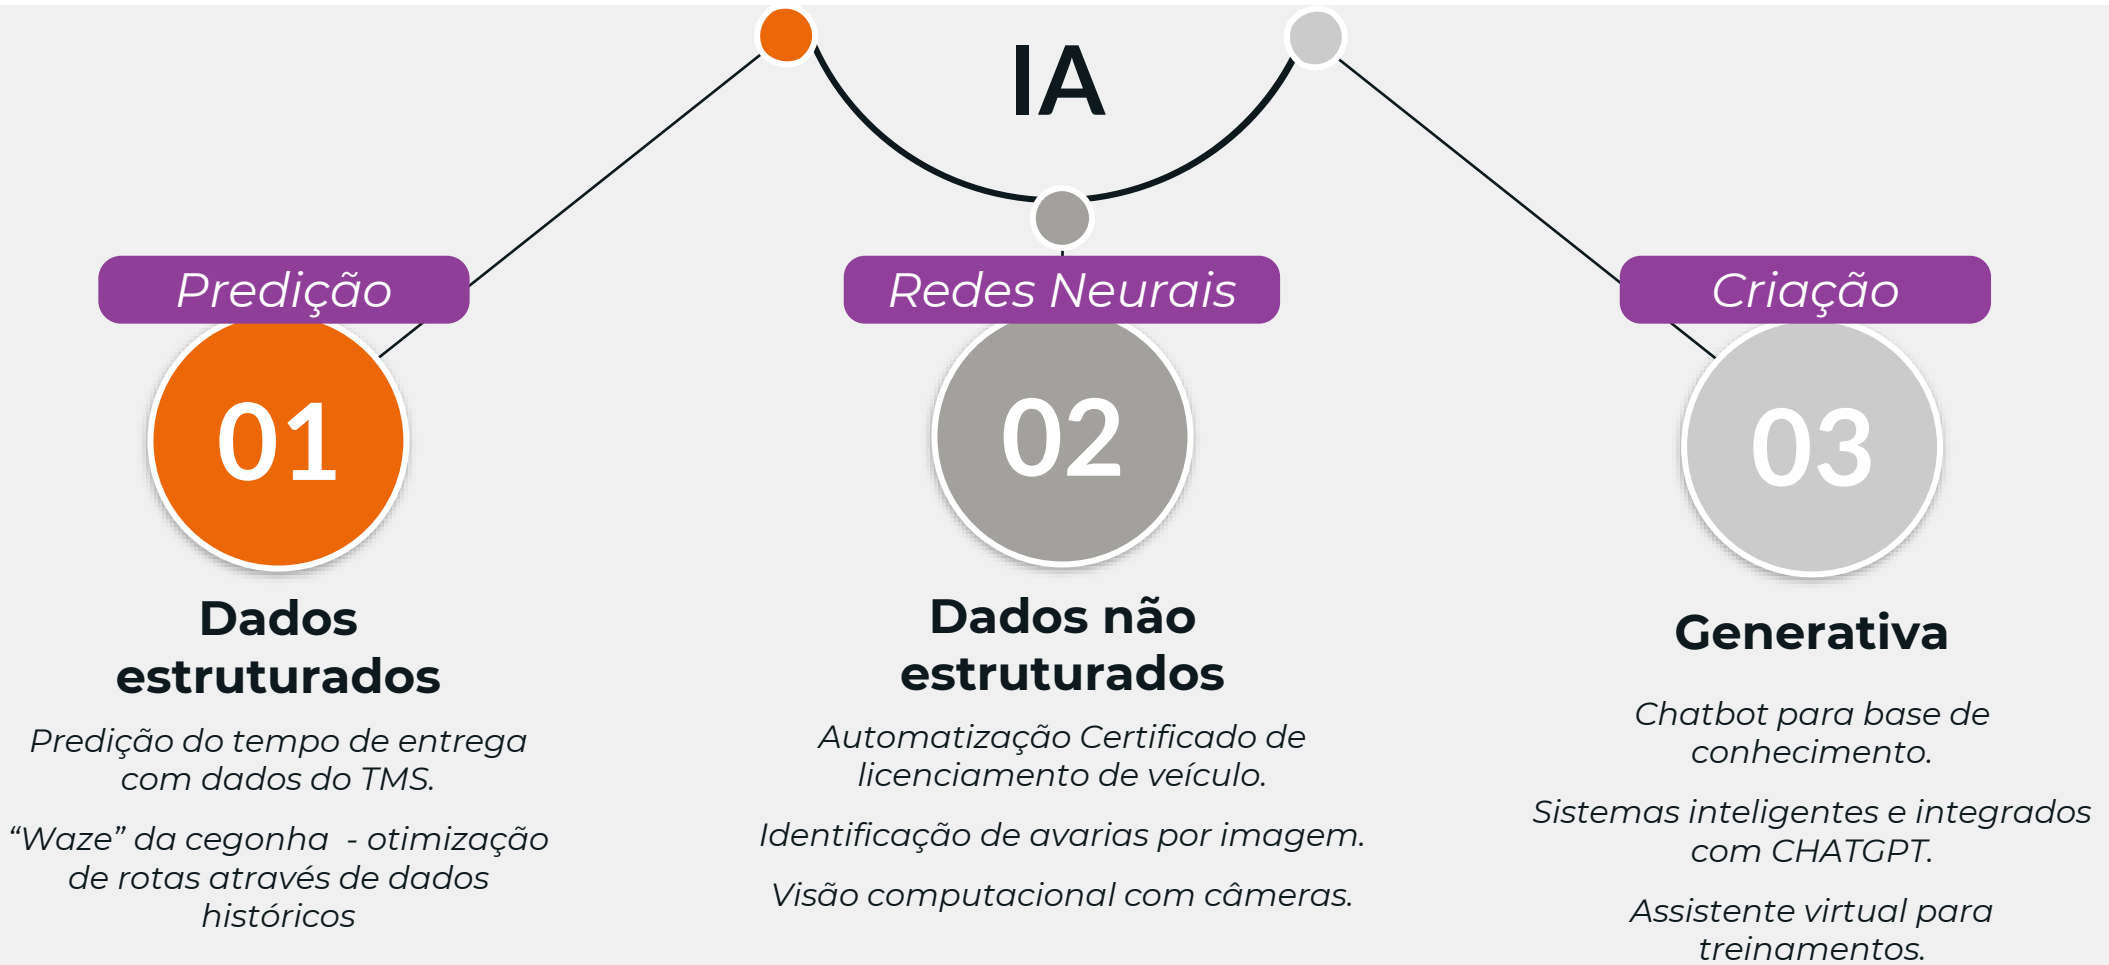 IA
Predição
01
Dados
estruturados
Predição do tempo de entrega
com dados do TMS.
“Waze” da cegonha - otimização
de rotas através de dados
históricos
Redes Neurais
02
Dados não
estruturados
Automatização Certificado de
licenciamento de veículo.
Identificação de avarias por imagem.
Visão computacional com câmeras.
Criação
03
Generativa
Chatbot para base de
conhecimento.
Sistemas inteligentes e integrados
com CHATGPT.
Assistente virtual para
treinamentos.